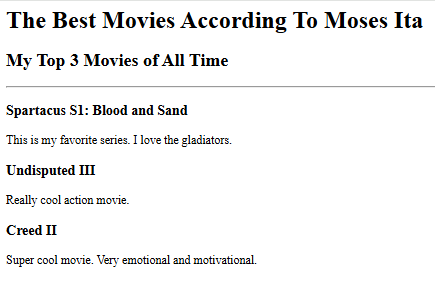 The Best Movies According To Moses Ita
My Top 3 Movies of All Time
Spartacus S1: Blood and Sand
This is my favorite series. I love the gladiators.
Undisputed III
Really cool action movie.
Creed II
Super cool movie. Very emotional and motivational.